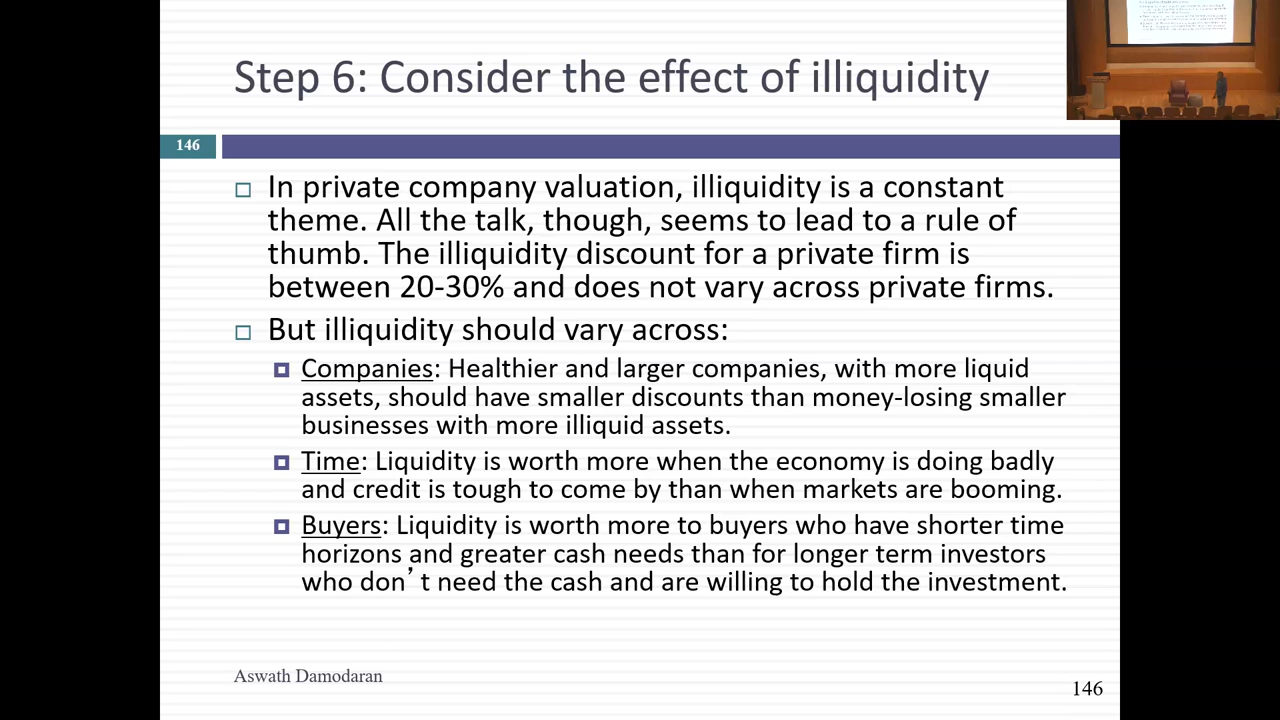 Step 6: Consider the effect of illiquidity
146
In private company valuation, illiquidity is a constant
theme. All the talk, though, seems to lead to a rule of
thumb. The illiquidity discount for a private firm is
between 20-30% and does not vary across private firms.
But illiquidity should vary across:
Companies: Healthier and larger companies, with more liquid
assets, should have smaller discounts than money-losing smaller
businesses with more illiquid assets.
Time: Liquidity is worth more when the economy is doing badly
and credit is tough to come by than when markets are booming.
Buyers: Liquidity is worth more to buyers who have shorter time
horizons and greater cash needs than for longer term investors
who don’t need the cash and are willing to hold the investment.
Aswath Damodaran
146